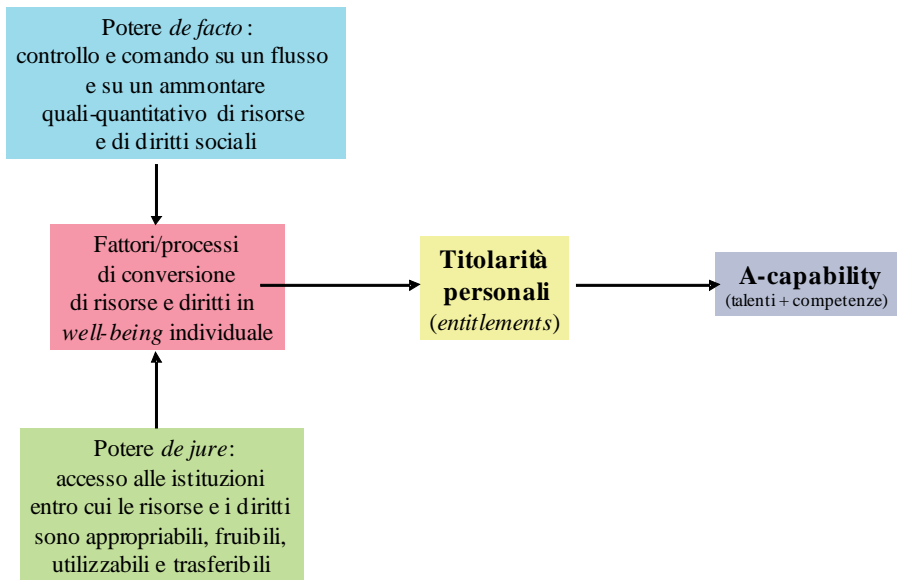 Potere de facto:
controllo e comando su un flusso
e su un ammontare
quali-quantitativo di risorse
e di diritti sociali
Fattori/processi
di conversione
di risorse e diritti in
well-being individuale
Titolarità
personali
(entitlements)
A-capability
(talenti + competenze)
Potere de jure:
accesso alle istituzioni
entro cui le risorse e i diritti
sono appropriabili, fruibili,
utilizzabili e trasferibili